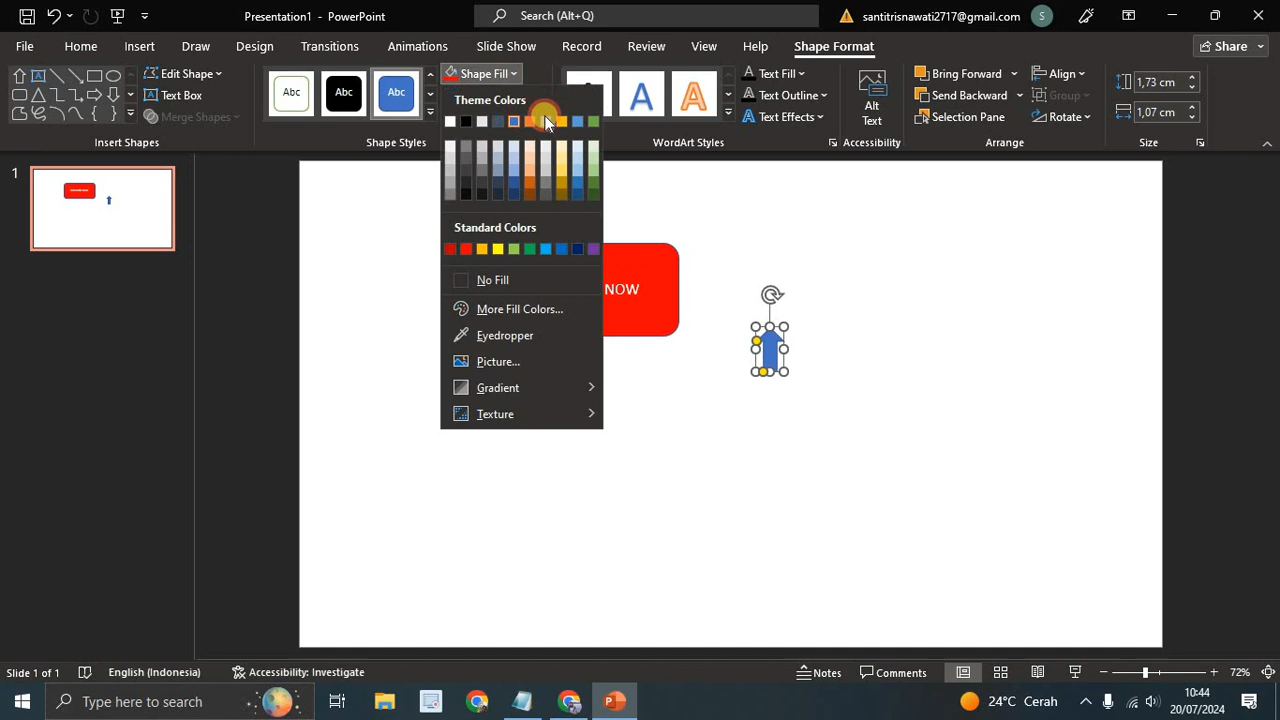 Presentation1 - PowerPoint
Search (Alt+Q)
santitrisnawati2717@gmail.com
S
File Home Insert Draw Design Transitions Animations Slide Show Record Review View Help Shape Format
Share
Edit Shape
Text Box
Merge Shapes
Insert Shapes
Abc Abc Abc
Shape Fill
Shape Styles
A A
Text Fill
Text Outline
Text Effects
WordArt Styles
Alt
Text
Accessibility
Bring Forward
Send Backward
Selection Pane
Align
Group
Rotate
Arrange
1,73 cm
1,07 cm
Size
Theme Colors
Standard Colors
No Fill
More Fill Colors...
Eyedropper
Picture...
Gradient
Texture
1
NOW
Slide 1 of 1
English (Indonesia)
Accessibility: Investigate
Notes
Comments
72%
Type here to search
24°C Cerah
10:44
20/07/2024